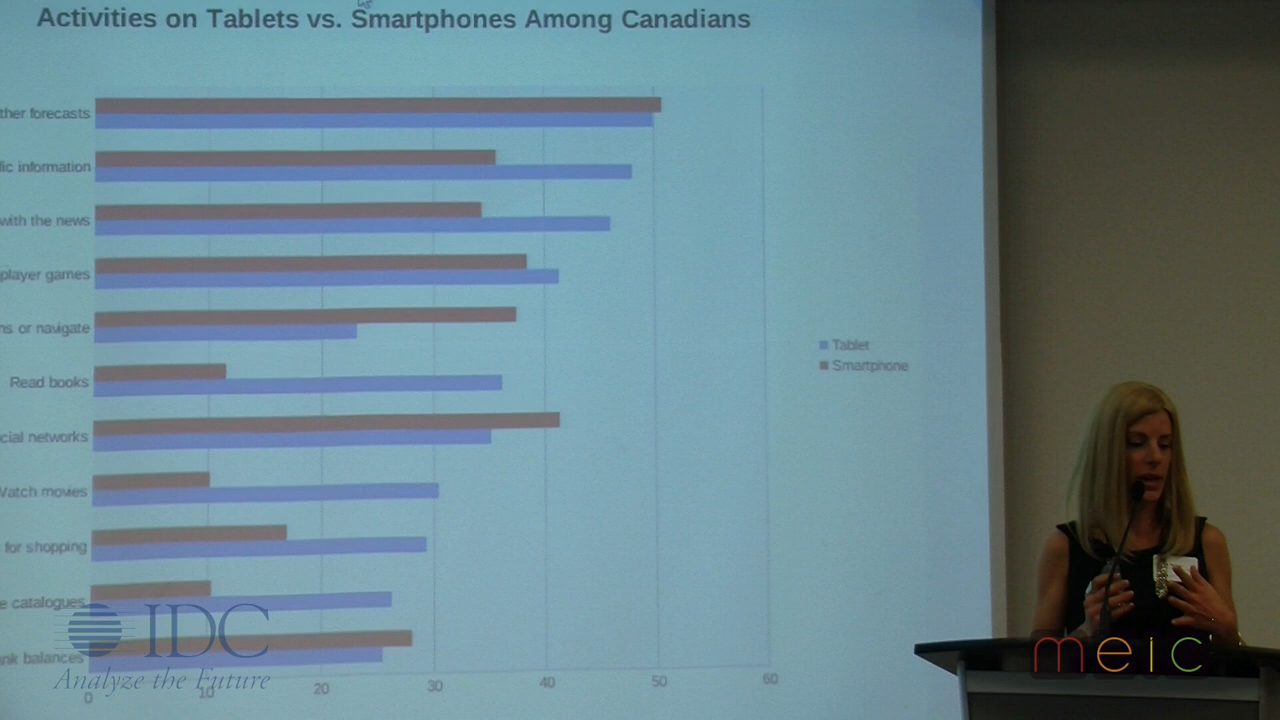 Activities on Tablets vs. Smartphones Among Canadians
ther forecasts
fic information
with the news
player games
ns or navigate
Read books
cial networks
Watch movies
for shopping
e catalogues
nk balances
0 10 20 30 40 50 60
Tablet
Smartphone
IDC
Analyze the Future
meic